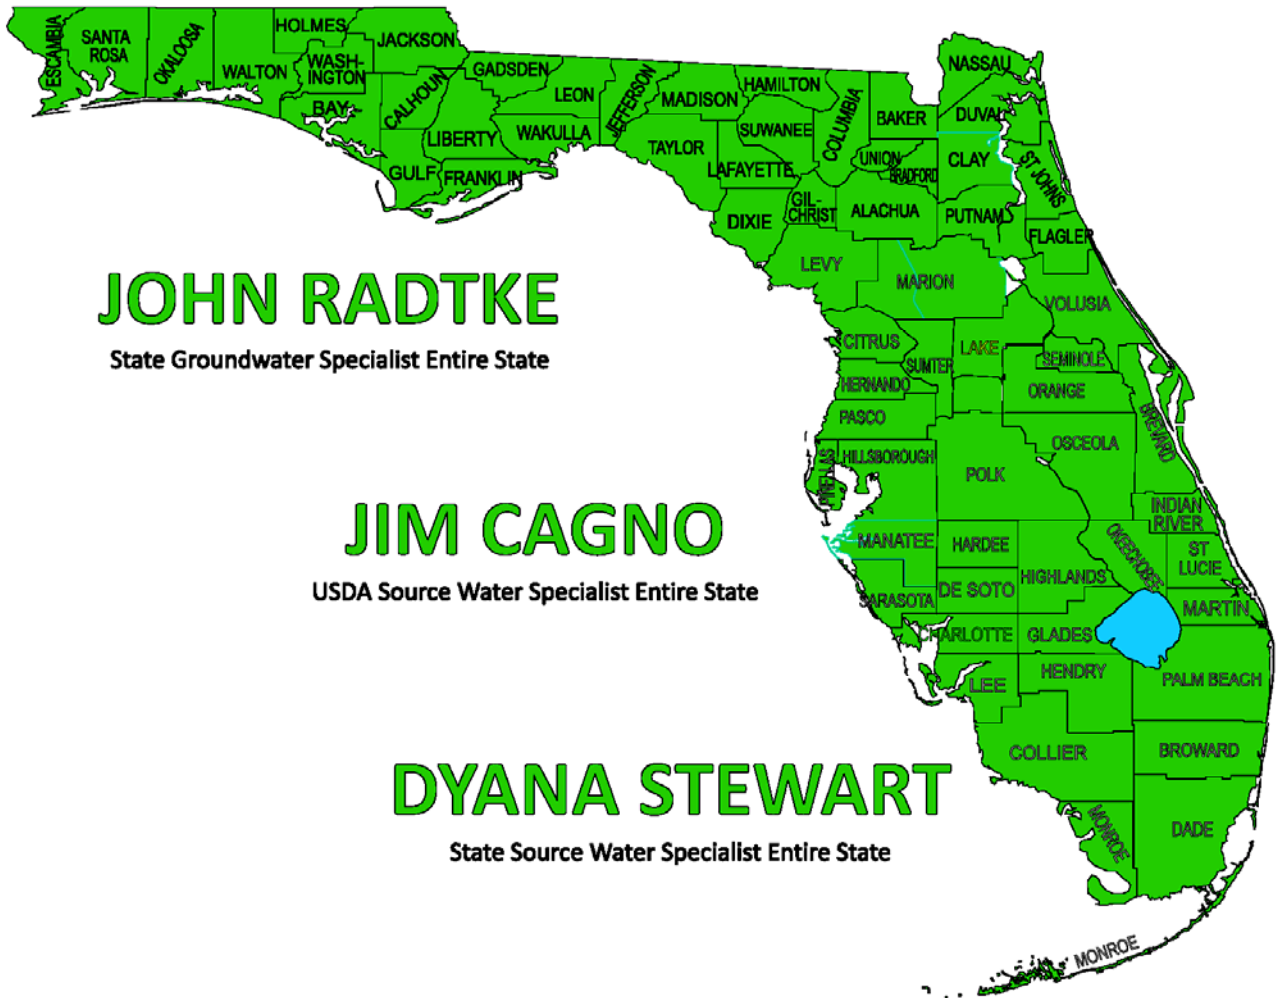 ESCAMBIA
SANTA
ROSA
OKALOOSA
WALTON
HOLMES
WASH-
INGTON
JACKSON
BAY
CALHOUN
GULF
LIBERTY
FRANKLIN
GADSDEN
LEON
WAKULLA
JEFFERSON
MADISON
TAYLOR
HAMILTON
SUWANEE
LAFAYETTE
DIXIE
COLUMBIA
GIL-
CHRIST
BAKER
UNION
BRADFORD
ALACHUA
NASSAU
DUVAL
CLAY
ST JOHNS
PUTNAM
FLAGLER
LEVY
MARION
VOLUSIA
JOHN RADTKE
State Groundwater Specialist Entire State
CITRUS
SUMTER
LAKE
SEMINOLE
HERNANDO
ORANGE
PASCO
BREVARD
OSCEOLA
PINELLAS
HILLSBOROUGH
POLK
INDIAN
RIVER
JIM CAGNO
USDA Source Water Specialist Entire State
MANATEE
HARDEE
OKEECHOBEE
ST
LUCIE
SARASOTA
DE SOTO
HIGHLANDS
MARTIN
CHARLOTTE
GLADES
LEE
HENDRY
PALM BEACH
COLLIER
BROWARD
DYANA STEWART
State Source Water Specialist Entire State
MONROE
DADE
MONROE